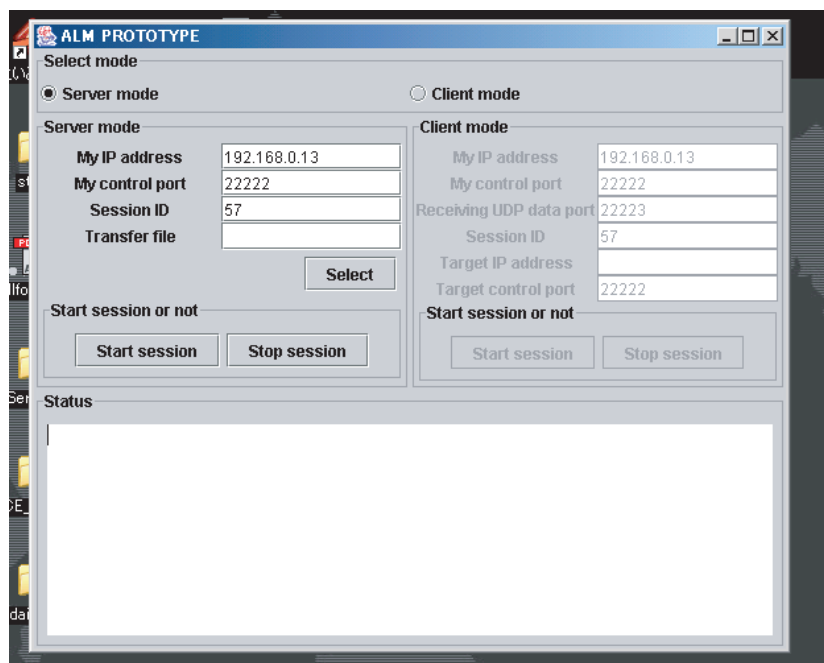 ALM PROTOTYPE
Select mode
Server mode
Client mode
Server mode
My IP address 192.168.0.13
My control port 22222
Session ID 57
Transfer file
Select
Start session or not
Start session Stop session
Client mode
My IP address 192.168.0.13
My control port 22222
Receiving UDP data port 22223
Session ID 57
Target IP address
Target control port 22222
Start session or not
Start session Stop session
Status